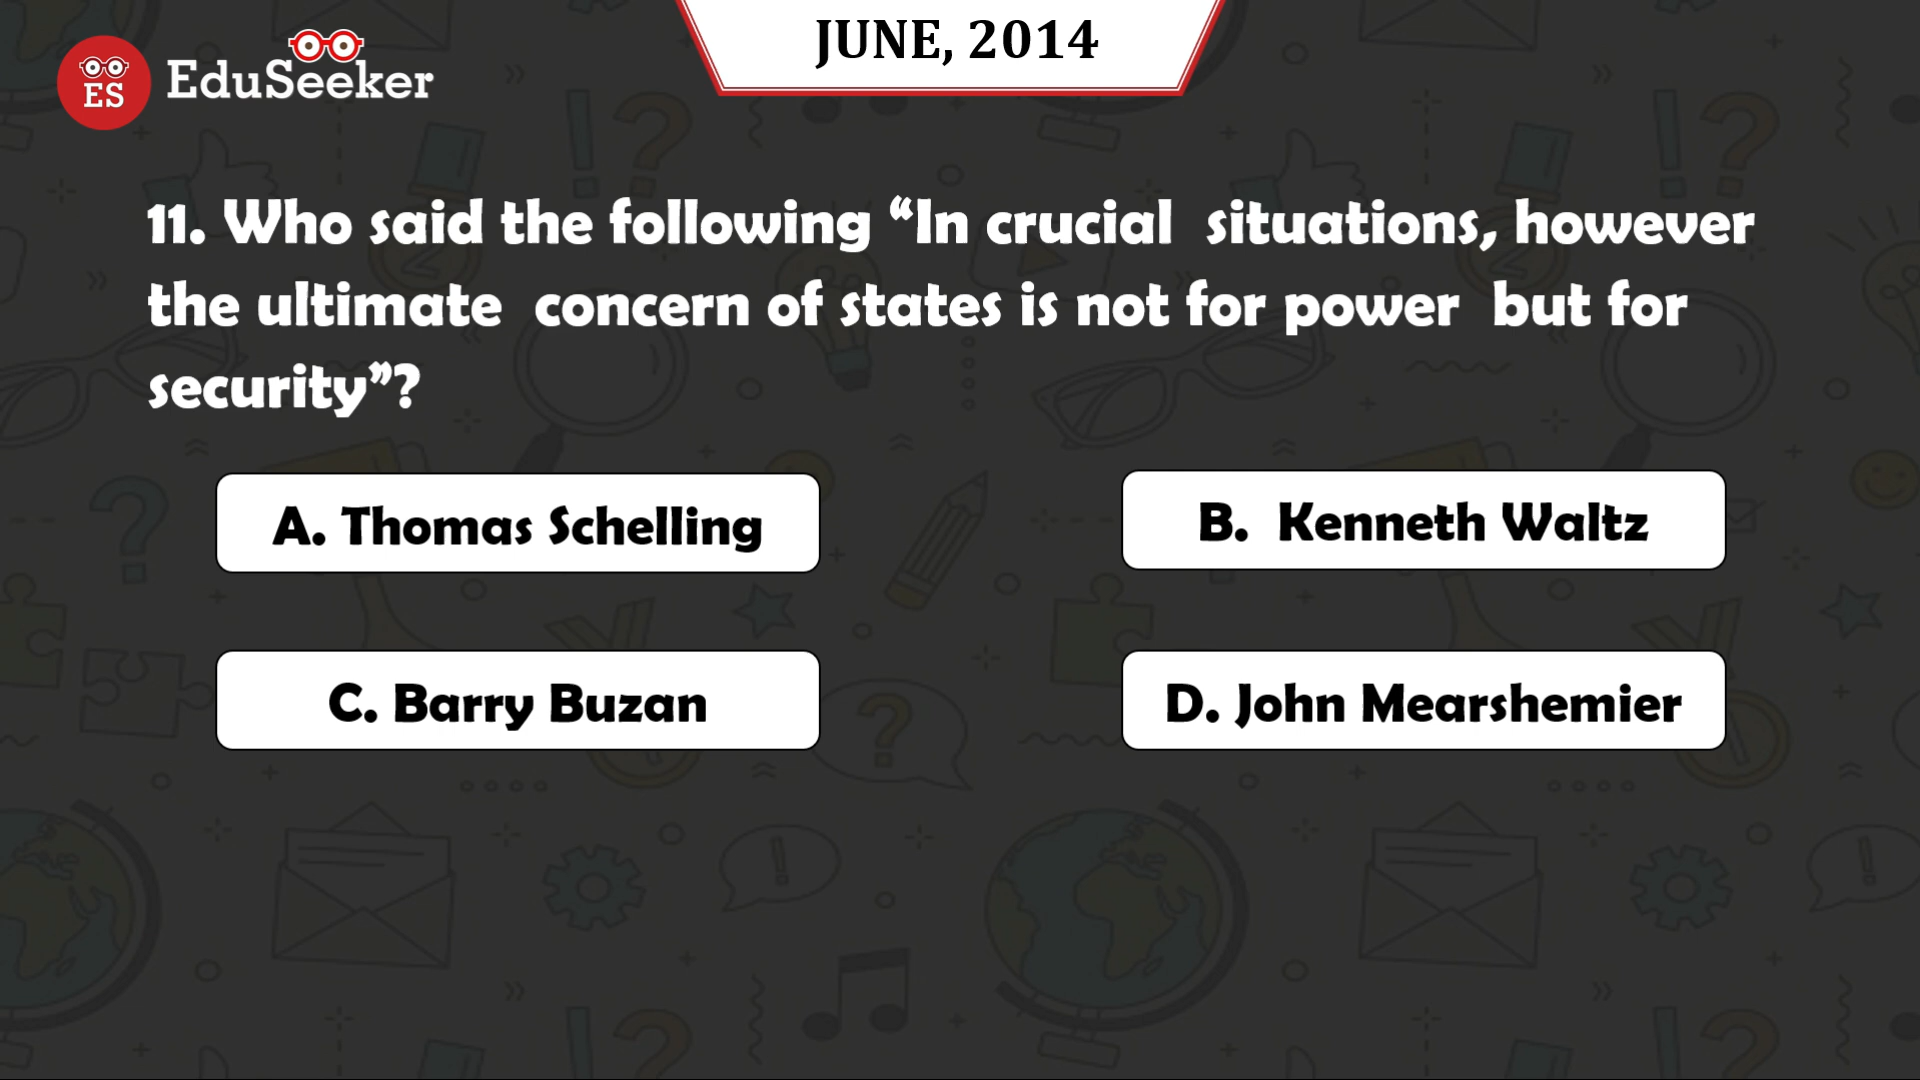 JUNE, 2014
ES EduSeeker
11. Who said the following “In crucial situations, however
the ultimate concern of states is not for power but for
security”?
A. Thomas Schelling
B. Kenneth Waltz
C. Barry Buzan
D. John Mearshemier